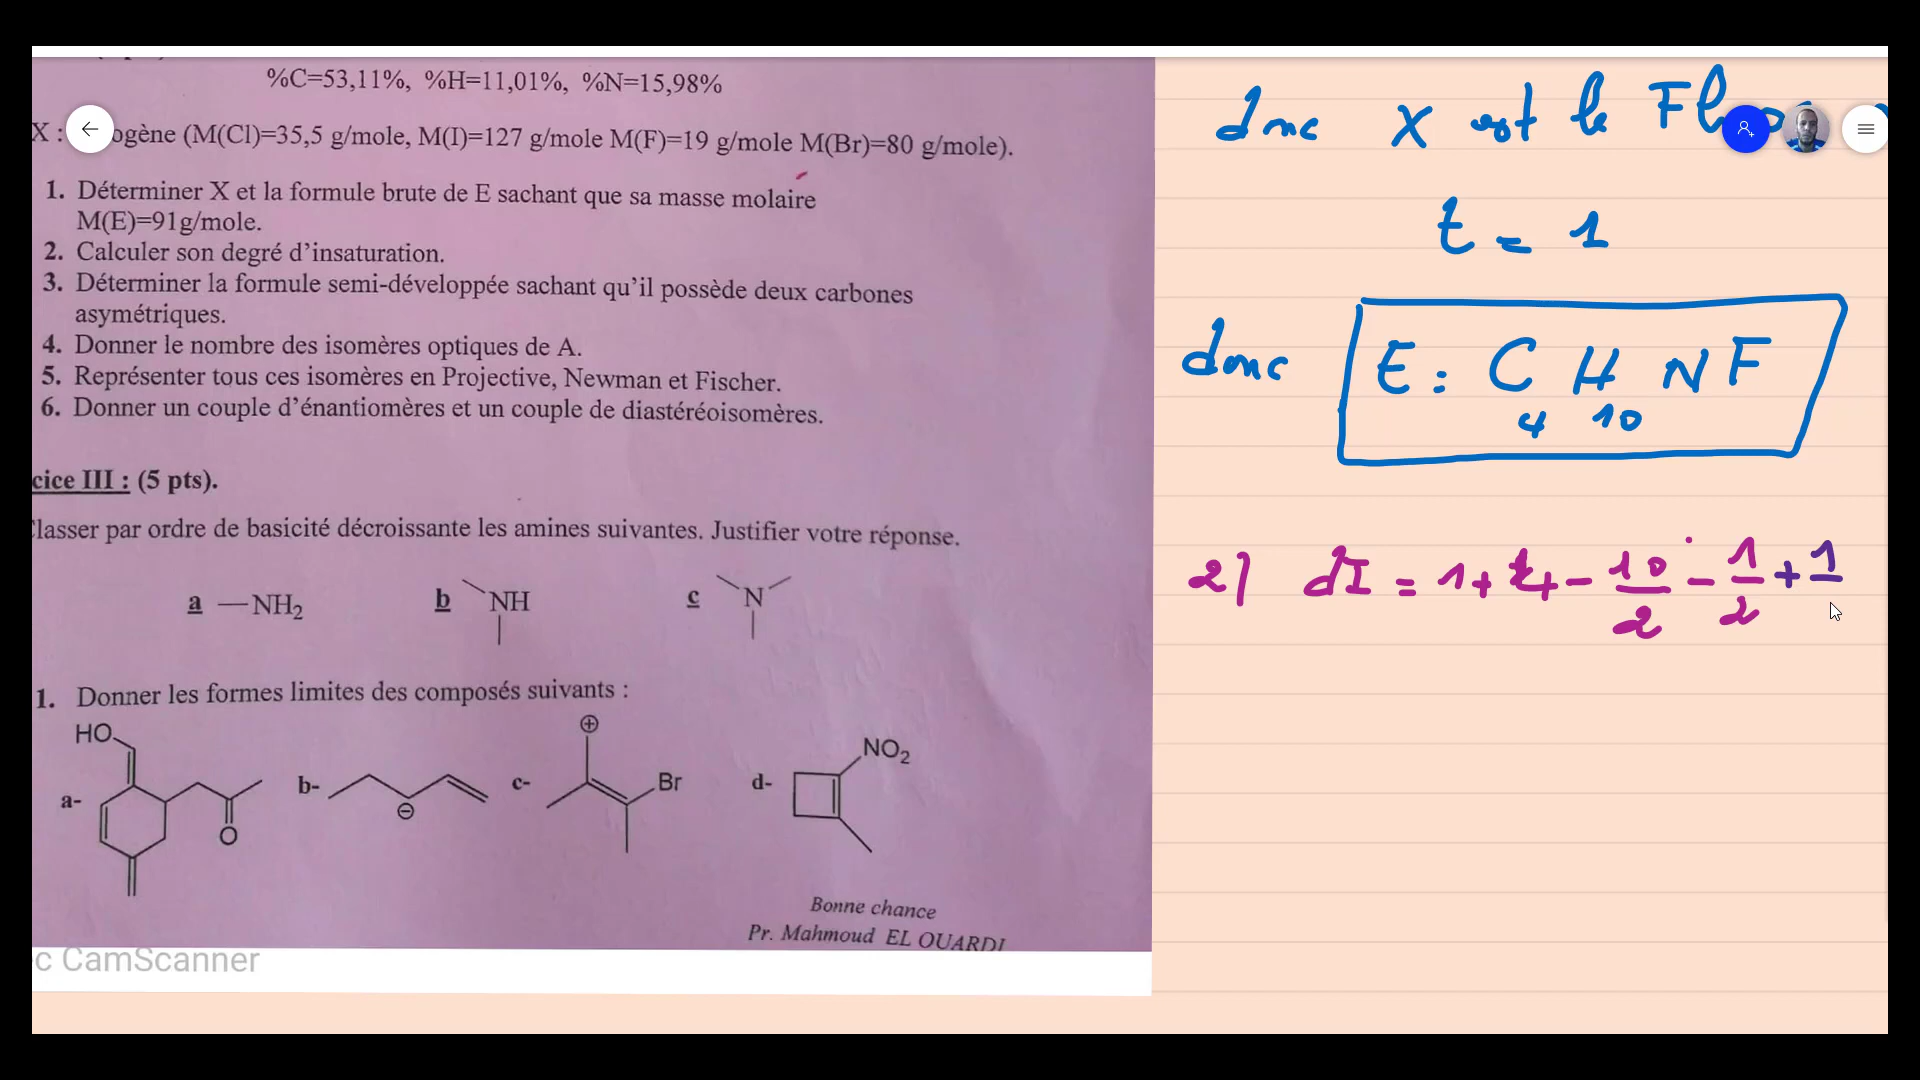 %C=53,11%, %H=11,01%, %N=15,98%
X : ogène (M(Cl)=35,5 g/mole, M(I)=127 g/mole M(F)=19 g/mole M(Br)=80 g/mole).
1. Déterminer X et la formule brute de E sachant que sa masse molaire
M(E)=91g/mole.
2. Calculer son degré d'insaturation.
3. Déterminer la formule semi-développée sachant qu'il possède deux carbones
asymétriques.
4. Donner le nombre des isomères optiques de A.
5. Représenter tous ces isomères en Projective, Newman et Fischer.
6. Donner un couple d'énantiomères et un couple de diastéréoisomères.
cice III : (5 pts).
Classer par ordre de basicité décroissante les amines suivantes. Justifier votre réponse.
a NH2 b NH c N
1. Donner les formes limites des composés suivants :
HO
a- O b- ⊖ c- ⊕ Br d- NO2
Bonne chance
Pr. Mahmoud EL OUARDI
c CamScanner
donc X est le
t = 1
donc E : C4 H10 N F
2) dI = 1 + 4 - 10/2 - 1/2 + 1